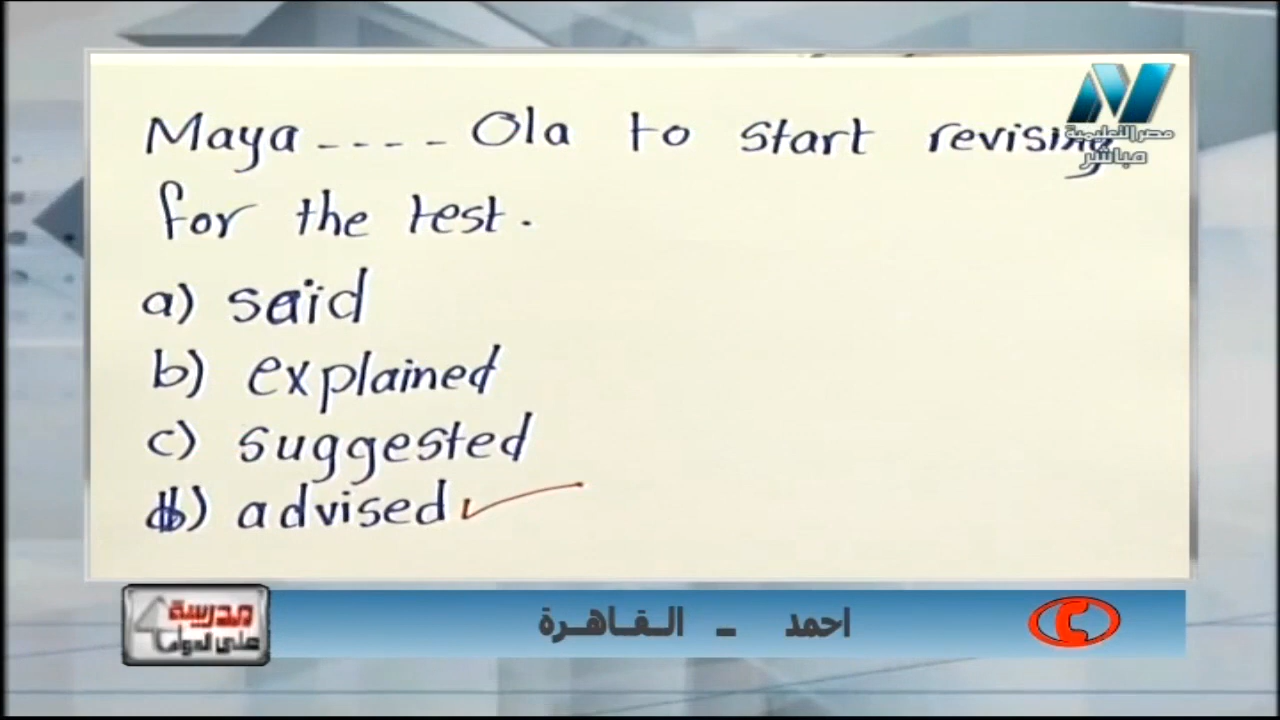 Maya ---- Ola to start revising
for the test.
a) said
b) explained
c) suggested
d) advised
مصر التعليمية
مباشر
مدرسة
على الهواء
احمد - القاهرة